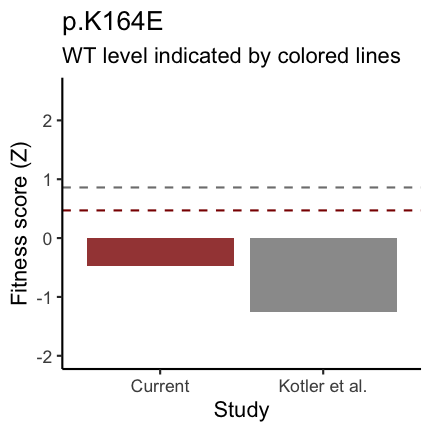 p.K164E
WT level indicated by colored lines
Fitness score (Z)
2
1
0
-1
-2
Current
Kotler et al.
Study